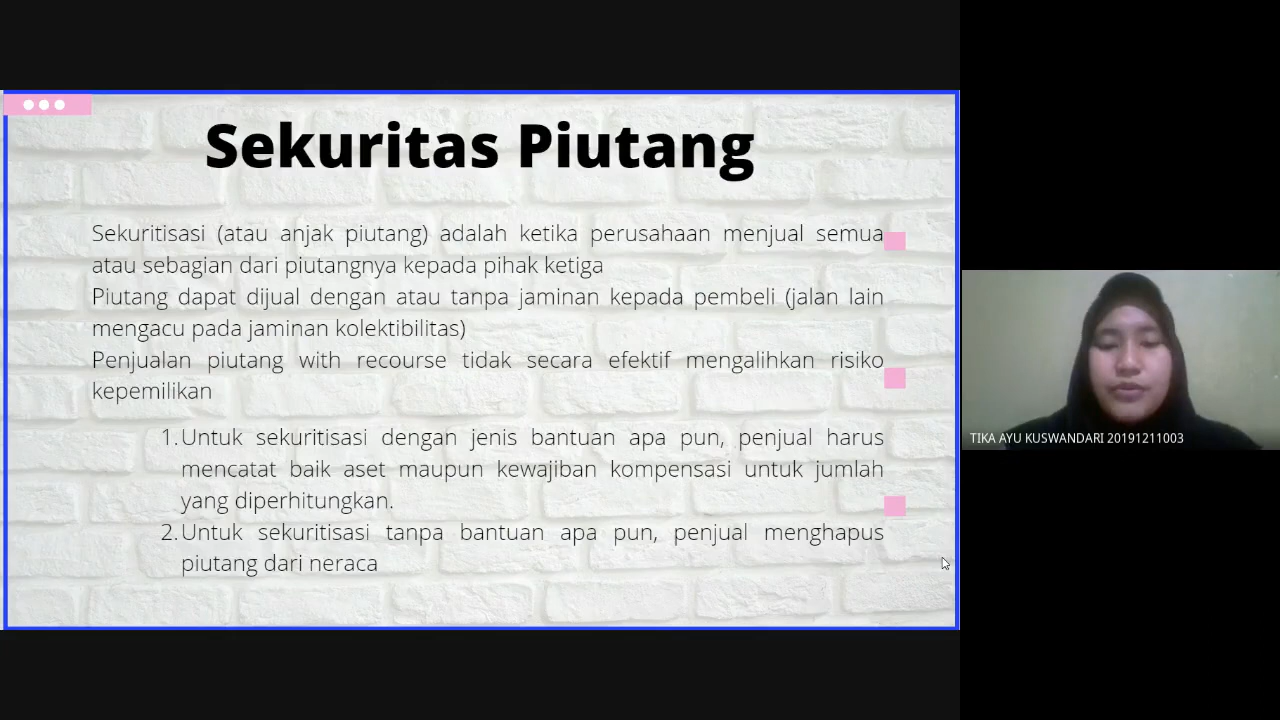 Sekuritas Piutang
Sekuritisasi (atau anjak piutang) adalah ketika perusahaan menjual semua
atau sebagian dari piutangnya kepada pihak ketiga
Piutang dapat dijual dengan atau tanpa jaminan kepada pembeli (jalan lain
mengacu pada jaminan kolektibilitas)
Penjualan piutang with recourse tidak secara efektif mengalihkan risiko
kepemilikan
1. Untuk sekuritisasi dengan jenis bantuan apa pun, penjual harus
mencatat baik aset maupun kewajiban kompensasi untuk jumlah
yang diperhitungkan.
2. Untuk sekuritisasi tanpa bantuan apa pun, penjual menghapus
piutang dari neraca
TIKA AYU KUSWANDARI 20191211003